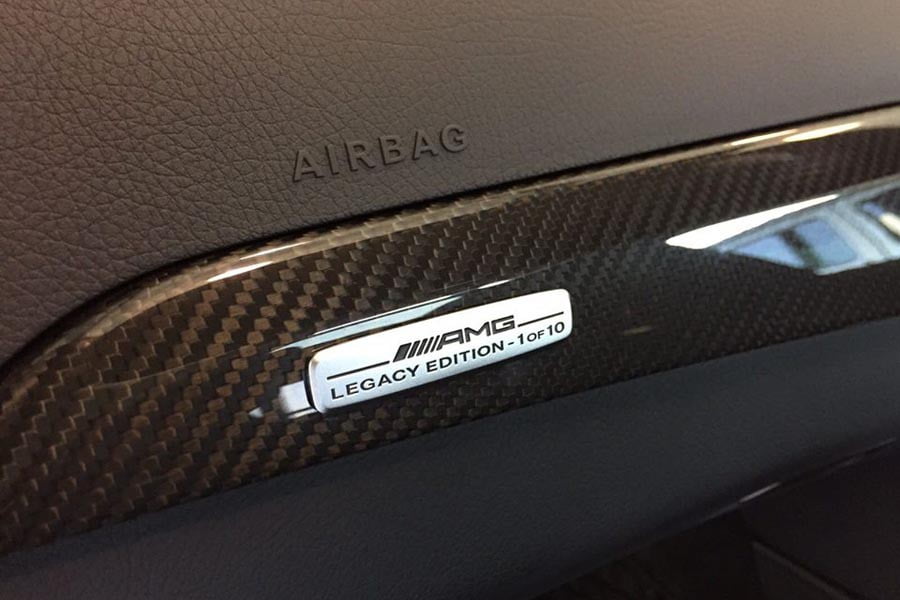 AIRBAG
AMG
LEGACY EDITION - 1 OF 10